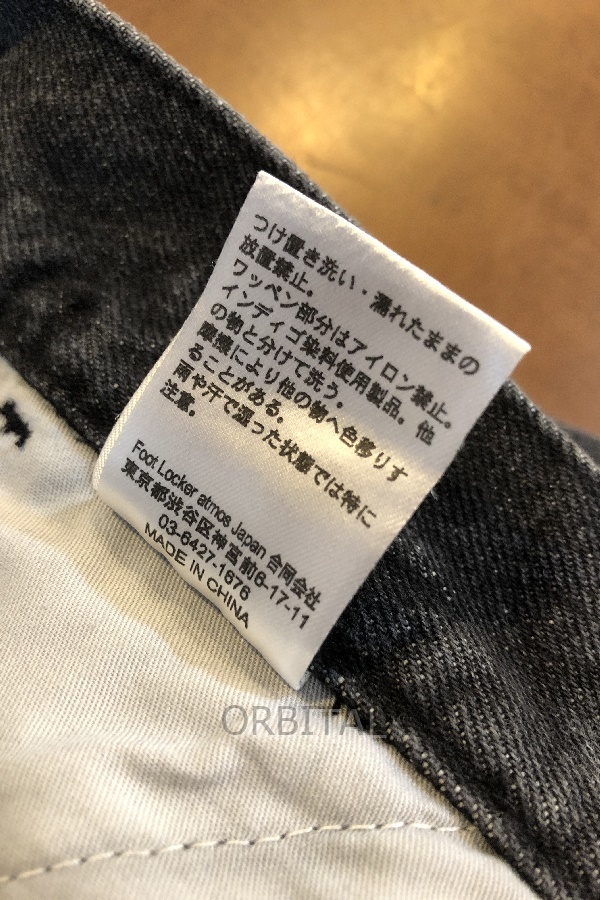 つけ置き洗い・濡れたままの
放置禁止。
ワッペン部分はアイロン禁止。
インディゴ染料使用製品。他
の物と分けて洗う。
摩擦により他の物へ色移りす
ることがある。
雨や汗で湿った状態では特に
注意。
Foot Locker atmos Japan 合同会社
東京都渋谷区神宮前6-17-11
03-6427-1676
MADE IN CHINA
ORBITAL